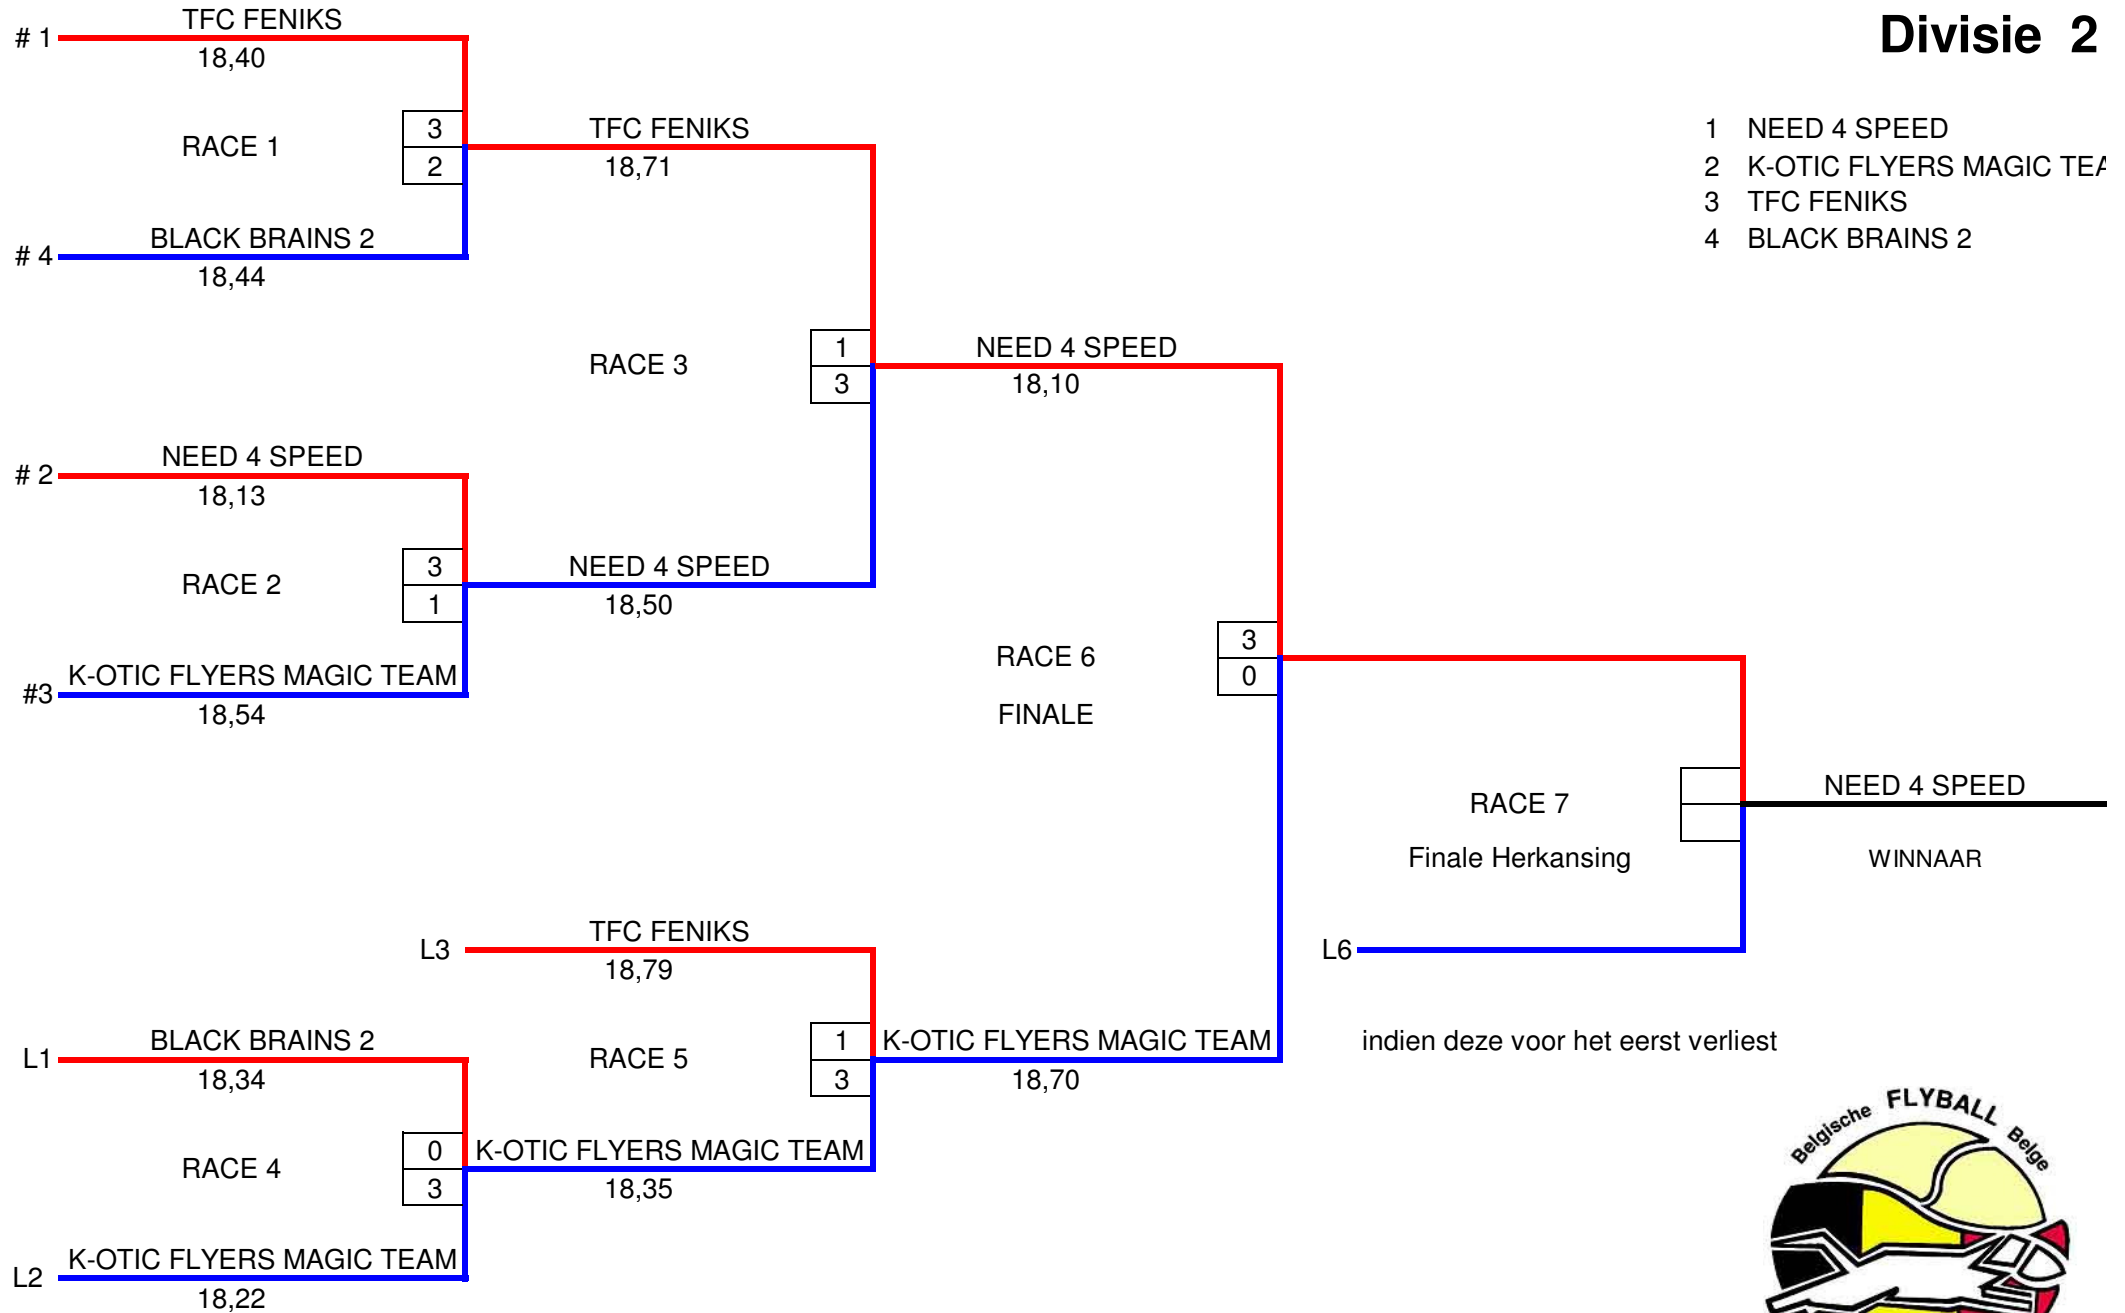 Divisie 2
# 1
TFC FENIKS
18,40
RACE 1
3
2
# 4
BLACK BRAINS 2
18,44
TFC FENIKS
18,71
1 NEED 4 SPEED
2 K-OTIC FLYERS MAGIC TEA
3 TFC FENIKS
4 BLACK BRAINS 2
RACE 3
1
3
NEED 4 SPEED
18,10
# 2
NEED 4 SPEED
18,13
RACE 2
3
1
#3
K-OTIC FLYERS MAGIC TEAM
18,54
NEED 4 SPEED
18,50
RACE 6
3
0
FINALE
RACE 7
Finale Herkansing
NEED 4 SPEED
WINNAAR
L3
TFC FENIKS
18,79
L6
L1
BLACK BRAINS 2
18,34
RACE 5
1
3
K-OTIC FLYERS MAGIC TEAM
18,70
indien deze voor het eerst verliest
RACE 4
0
3
K-OTIC FLYERS MAGIC TEAM
18,35
L2
K-OTIC FLYERS MAGIC TEAM
18,22
Belgische FLYBALL Belge